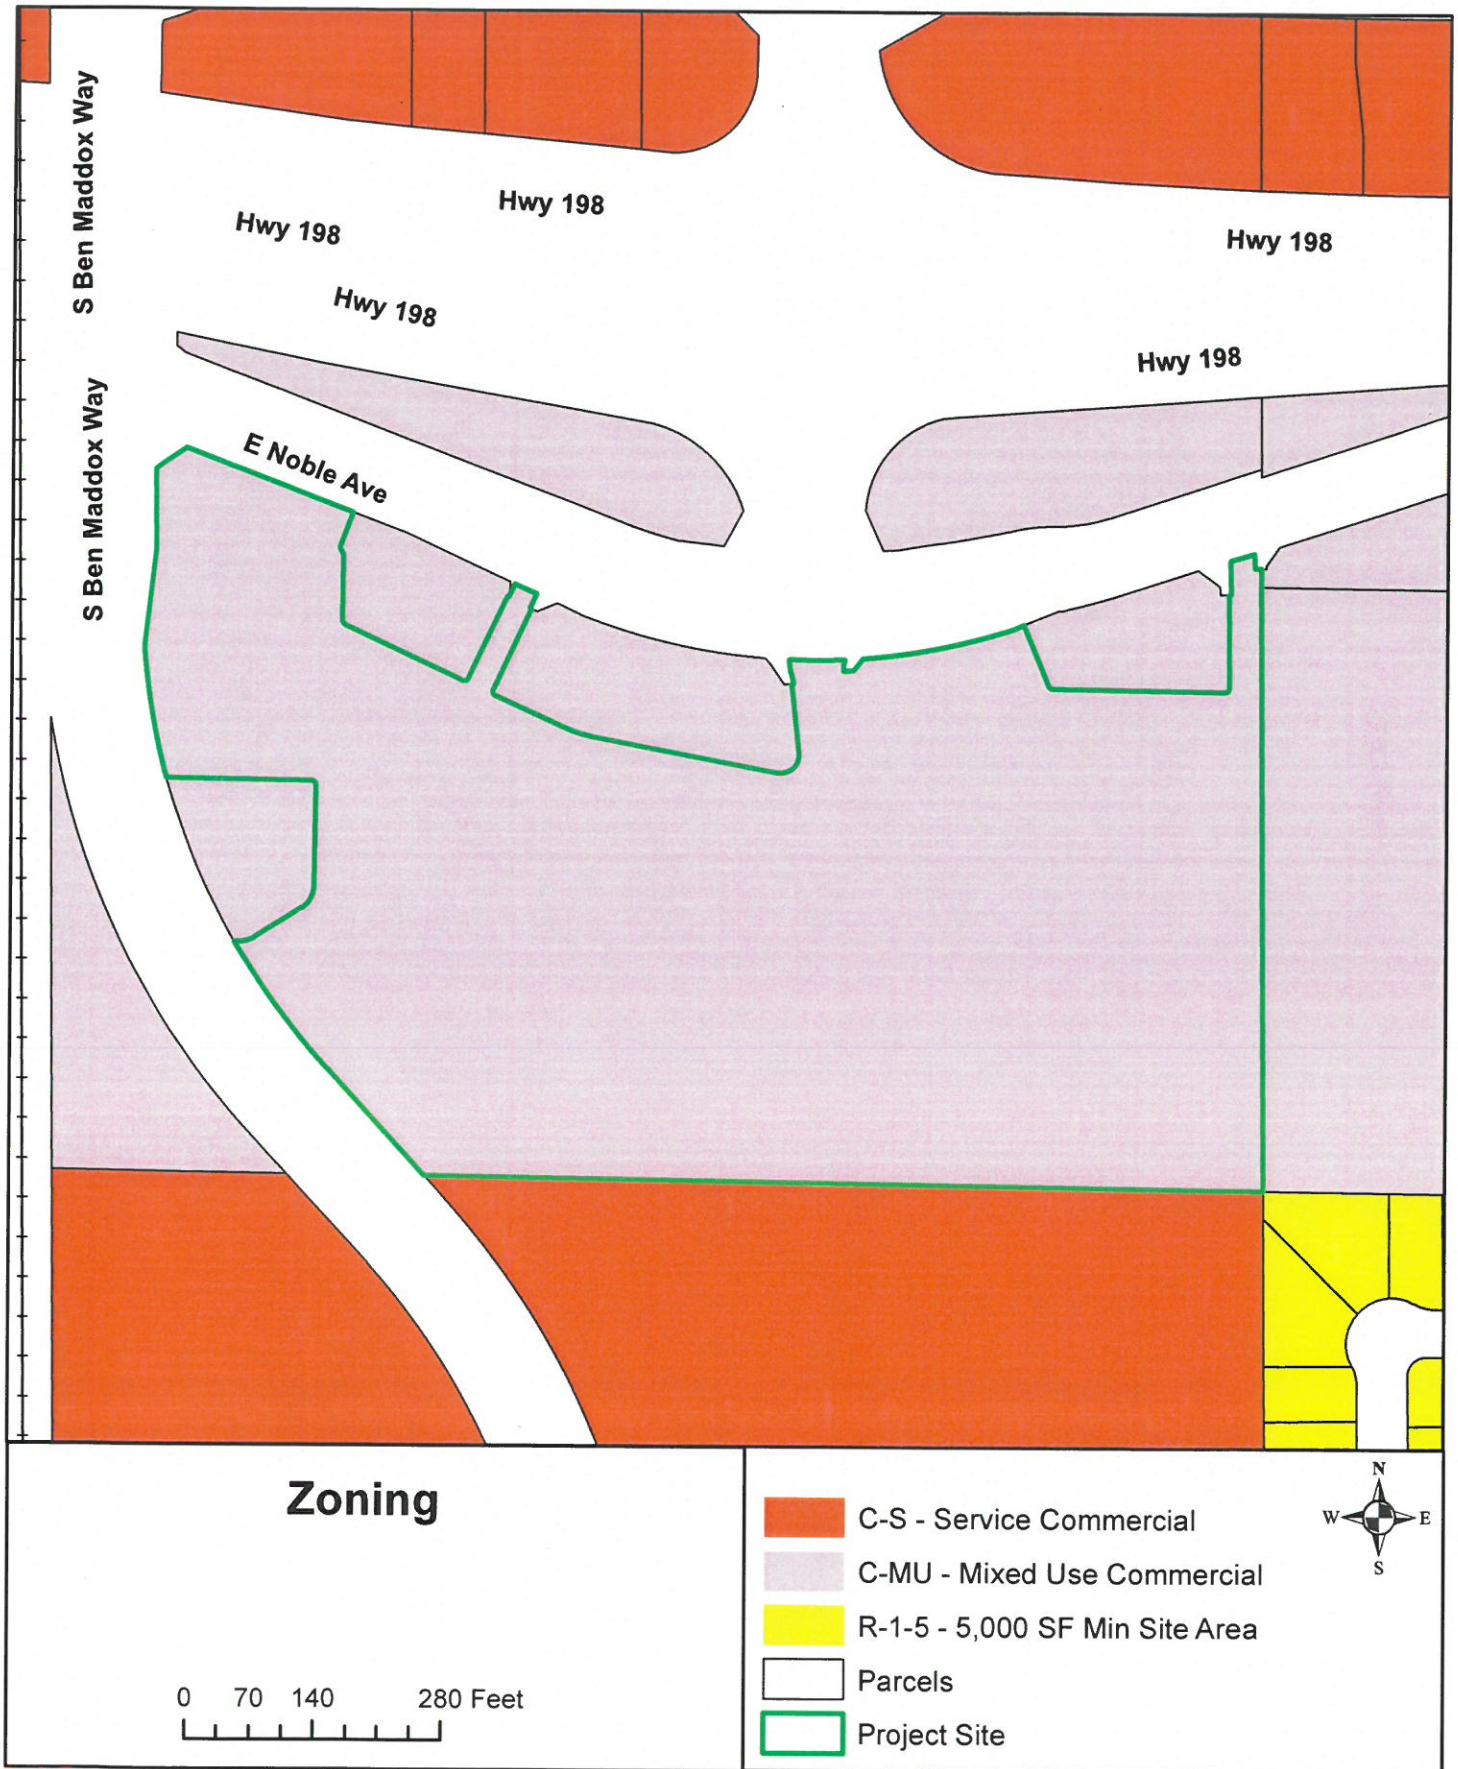 S Ben Maddox Way
Hwy 198
Hwy 198
Hwy 198
Hwy 198
Hwy 198
S Ben Maddox Way
E Noble Ave
Zoning
0 70 140 280 Feet
C-S - Service Commercial
C-MU - Mixed Use Commercial
R-1-5 - 5,000 SF Min Site Area
Parcels
Project Site
N
W E
S